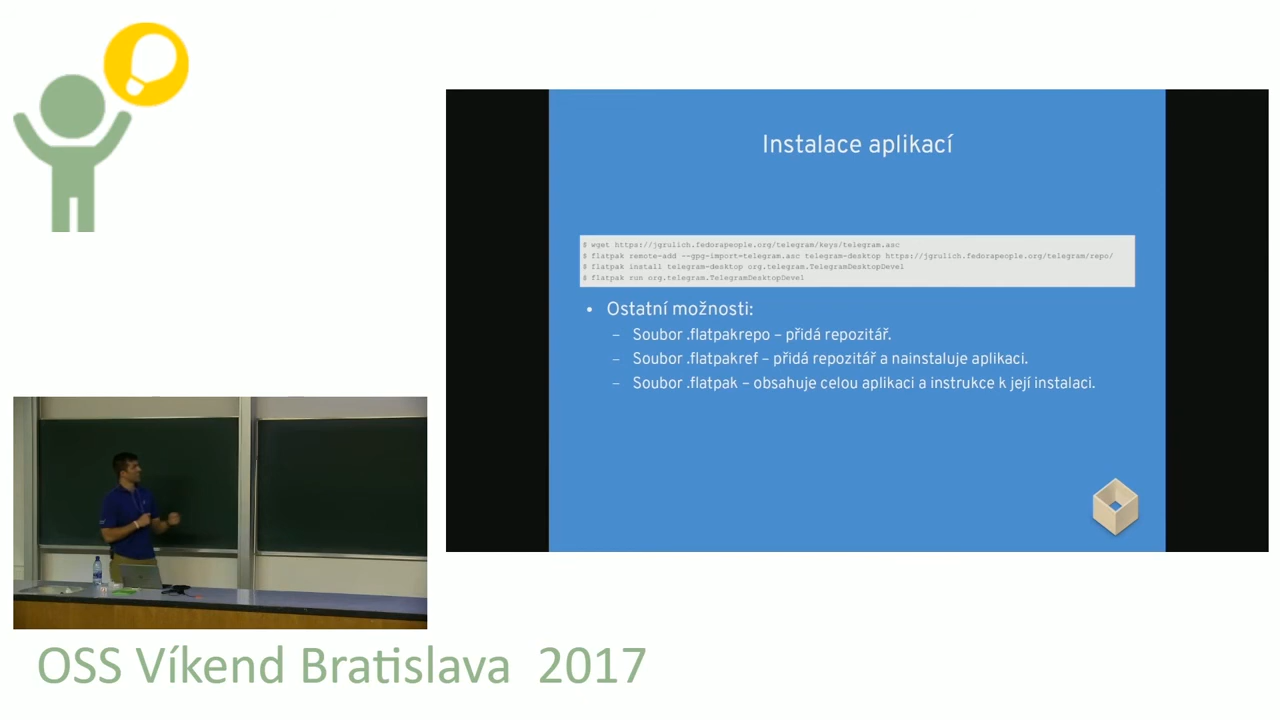 Instalace aplikací
$ wget https://jgrulich.fedorapeople.org/telegram/keys/telegram.asc
$ flatpak remote-add --gpg-import=telegram.asc telegram-desktop https://jgrulich.fedorapeople.org/telegram/repo/
$ flatpak install telegram-desktop org.telegram.TelegramDesktopDevel
$ flatpak run org.telegram.TelegramDesktopDevel
• Ostatní možnosti:
– Soubor .flatpakrepo – přidá repozitář.
– Soubor .flatpakref – přidá repozitář a nainstaluje aplikaci.
– Soubor .flatpak – obsahuje celou aplikaci a instrukce k její instalaci.
OSS Víkend Bratislava 2017